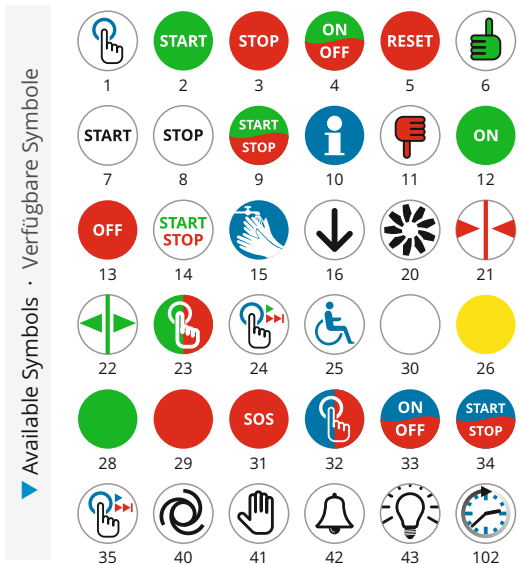 ▼ Available Symbols · Verfügbare Symbole
START
STOP
ON
OFF
RESET
1 2 3 4 5 6
START
STOP
START
STOP
i
ON
7 8 9 10 11 12
OFF
START
STOP
13 14 15 16 20 21
22 23 24 25 30 26
SOS
ON
OFF
START
STOP
28 29 31 32 33 34
35 40 41 42 43 102